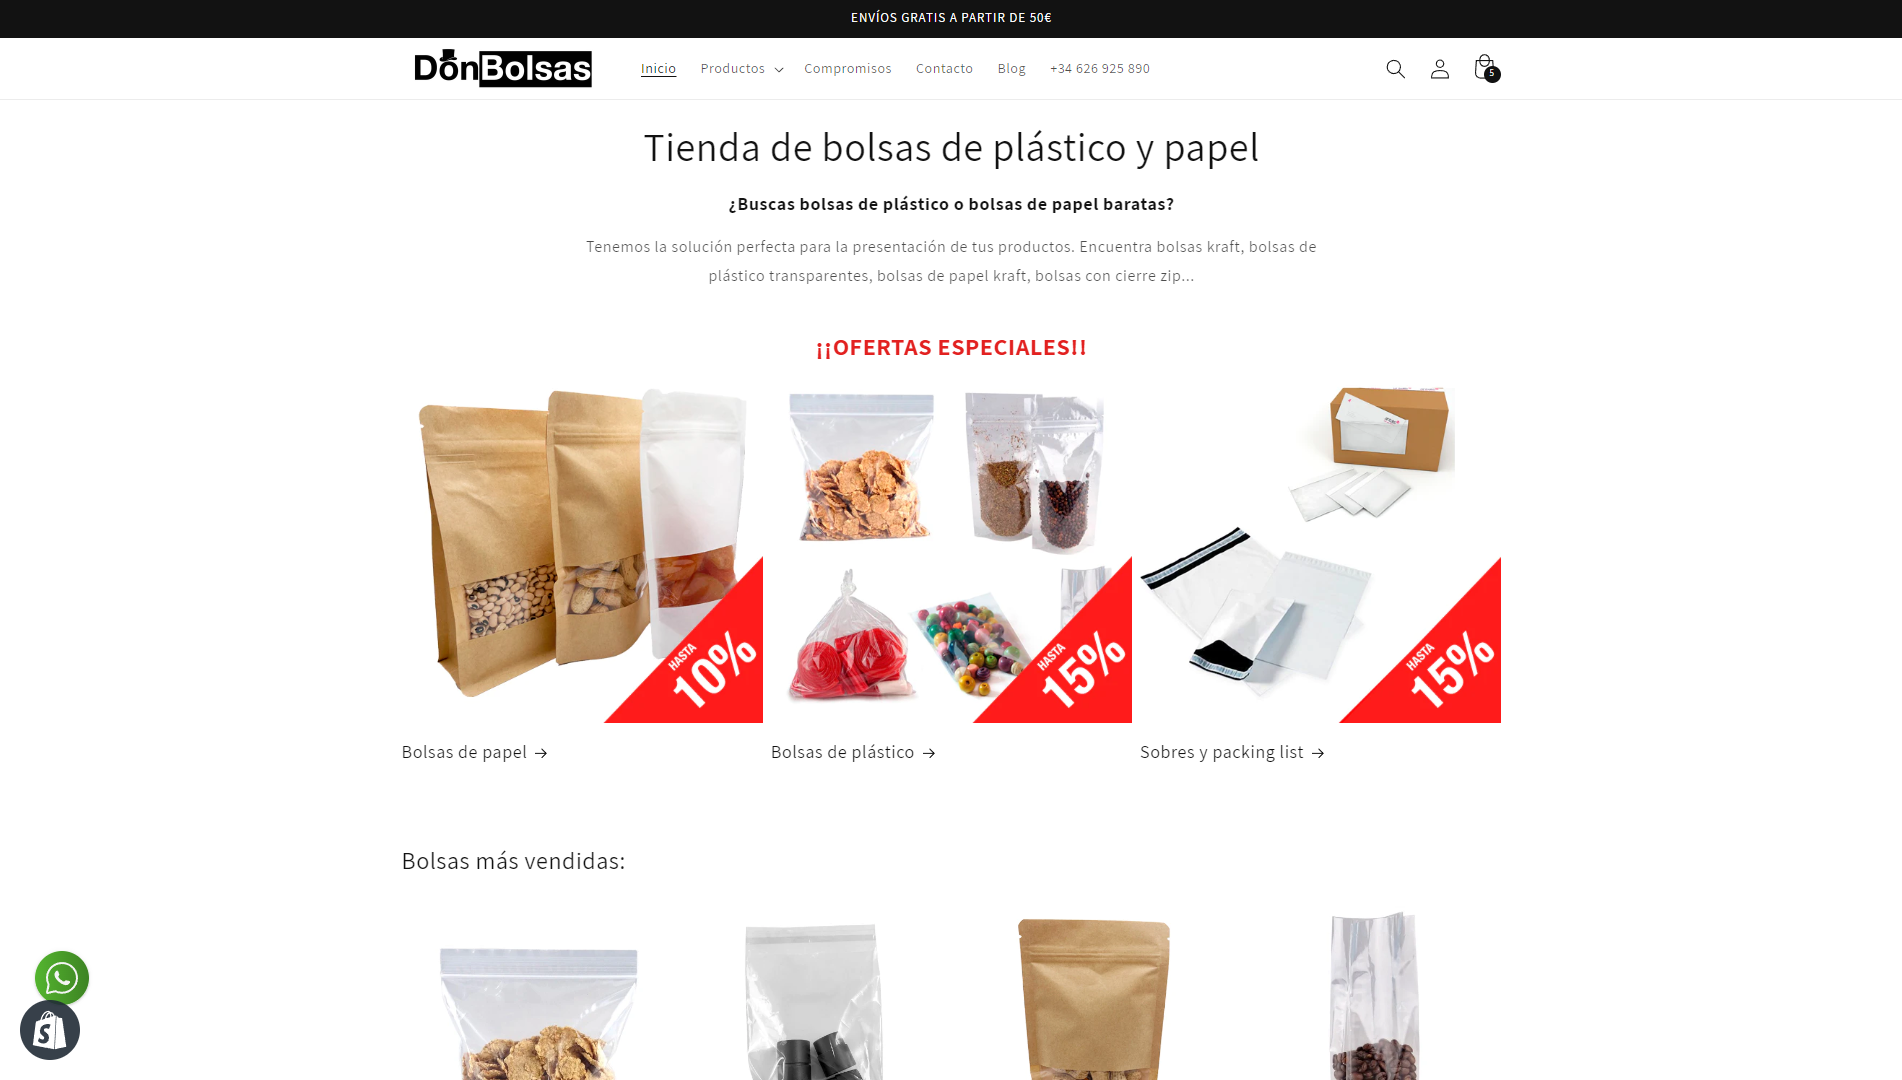 ENVÍOS GRATIS A PARTIR DE 50€
DonBolsas
Inicio
Productos
Compromisos
Contacto
Blog
+34 626 925 890
5
Tienda de bolsas de plástico y papel
¿Buscas bolsas de plástico o bolsas de papel baratas?
Tenemos la solución perfecta para la presentación de tus productos. Encuentra bolsas kraft, bolsas de
plástico transparentes, bolsas de papel kraft, bolsas con cierre zip...
¡¡OFERTAS ESPECIALES!!
HASTA
10%
HASTA
15%
HASTA
15%
Bolsas de papel →
Bolsas de plástico →
Sobres y packing list →
Bolsas más vendidas: